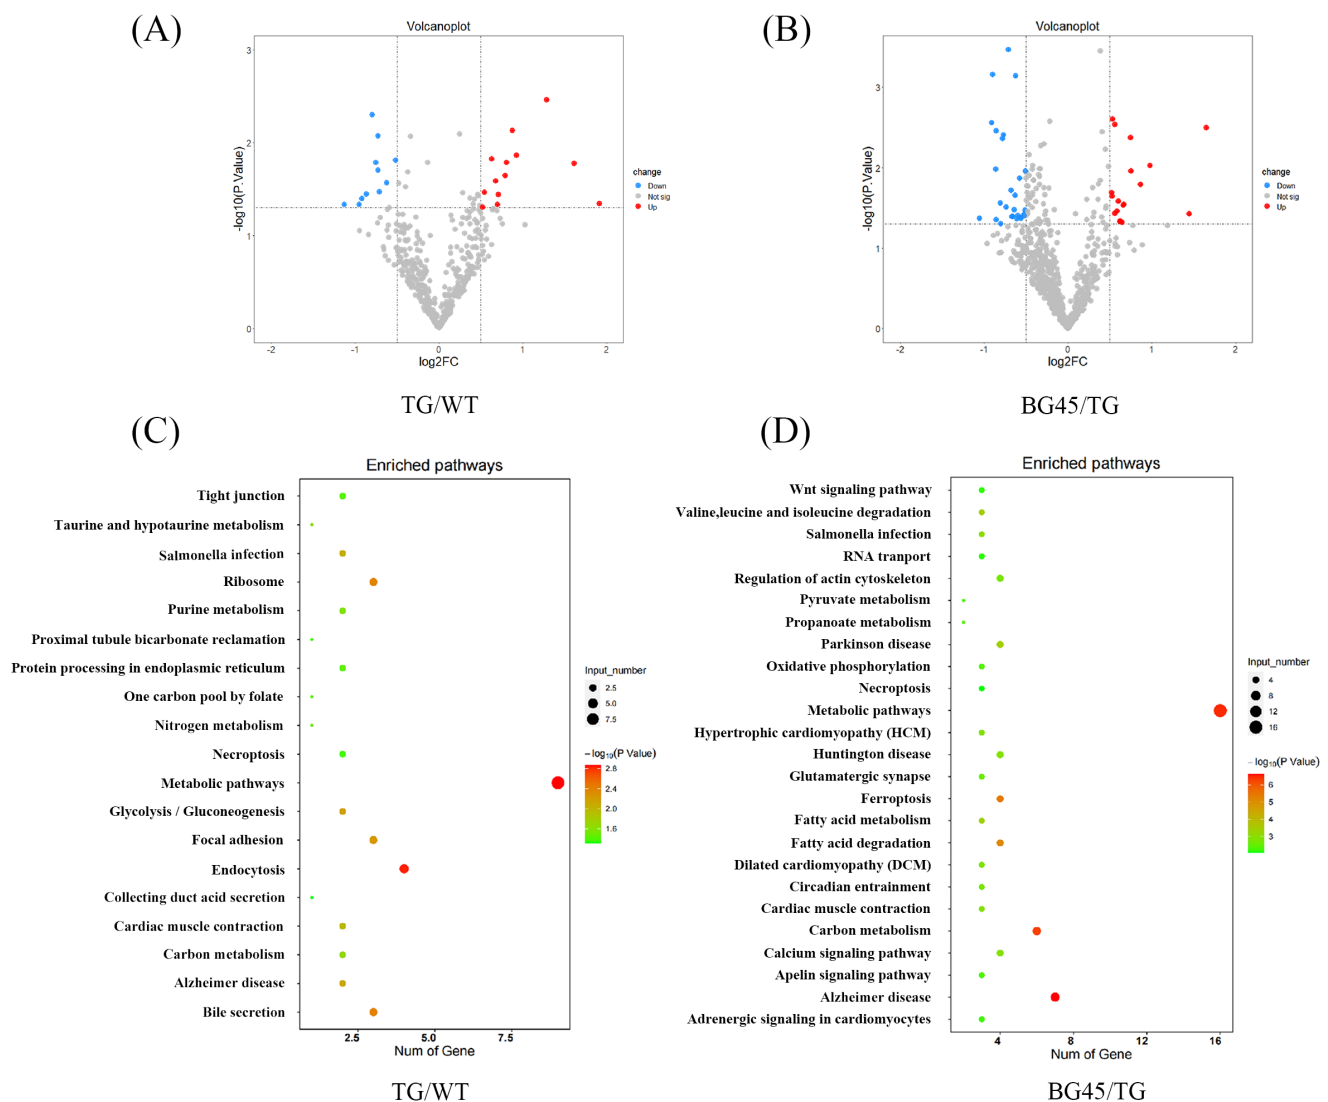 (A)
Volcanoplot
3
2
1
0
-log10(P.Value)
-2
-1
0
1
2
log2FC
change
Down
Not sig
Up
TG/WT
(B)
Volcanoplot
3
2
1
0
-log10(P.Value)
-2
-1
0
1
2
log2FC
change
Down
Not sig
Up
BG45/TG
(C)
Enriched pathways
Tight junction
Taurine and hypotaurine metabolism
Salmonella infection
Ribosome
Purine metabolism
Proximal tubule bicarbonate reclamation
Protein processing in endoplasmic reticulum
One carbon pool by folate
Nitrogen metabolism
Necroptosis
Metabolic pathways
Glycolysis / Gluconeogenesis
Focal adhesion
Endocytosis
Collecting duct acid secretion
Cardiac muscle contraction
Carbon metabolism
Alzheimer disease
Bile secretion
2.5
5.0
7.5
Num of Gene
Input_number
2.5
5.0
7.5
−log₁₀(P Value)
2.8
2.4
2.0
1.6
TG/WT
(D)
Enriched pathways
Wnt signaling pathway
Valine,leucine and isoleucine degradation
Salmonella infection
RNA tranport
Regulation of actin cytoskeleton
Pyruvate metabolism
Propanoate metabolism
Parkinson disease
Oxidative phosphorylation
Necroptosis
Metabolic pathways
Hypertrophic cardiomyopathy (HCM)
Huntington disease
Glutamatergic synapse
Ferroptosis
Fatty acid metabolism
Fatty acid degradation
Dilated cardiomyopathy (DCM)
Circadian entrainment
Cardiac muscle contraction
Carbon metabolism
Calcium signaling pathway
Apelin signaling pathway
Alzheimer disease
Adrenergic signaling in cardiomyocytes
4
8
12
16
Num of Gene
Input_number
4
8
12
16
−log₁₀(P Value)
6
5
4
3
BG45/TG